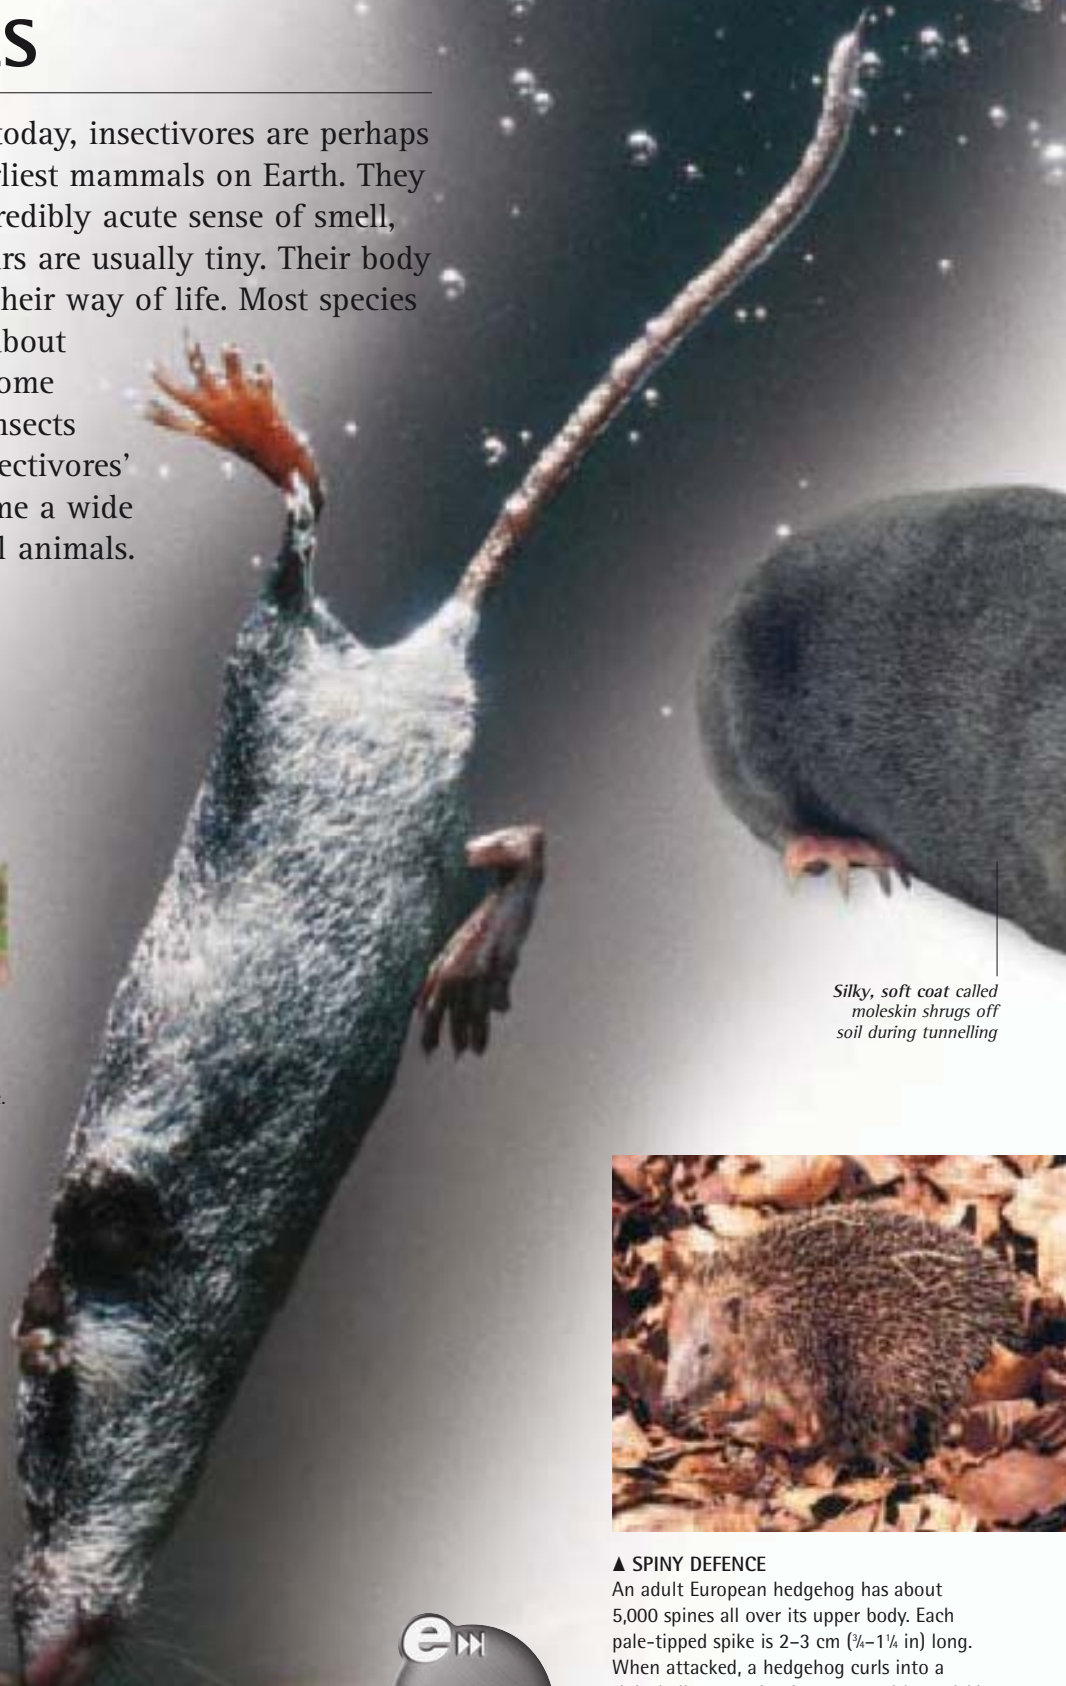 s
today, insectivores are perhaps
liest mammals on Earth. They
redibly acute sense of smell,
rs are usually tiny. Their body
heir way of life. Most species
bout
ome
nsects
ectivores’
me a wide
l animals.
.
Silky, soft coat called
moleskin shrugs off
soil during tunnelling
▲ SPINY DEFENCE
An adult European hedgehog has about
5,000 spines all over its upper body. Each
pale-tipped spike is 2–3 cm (¾–1¼ in) long.
When attacked, a hedgehog curls into a
e